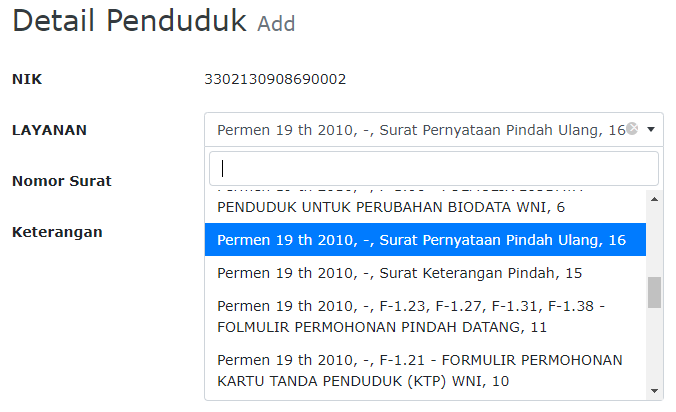 Detail Penduduk Add
NIK 3302130908690002
LAYANAN Permen 19 th 2010, -, Surat Pernyataan Pindah Ulang, 16
Nomor Surat
Keterangan
PENDUDUK UNTUK PERUBAHAN BIODATA WNI, 6
Permen 19 th 2010, -, Surat Pernyataan Pindah Ulang, 16
Permen 19 th 2010, -, Surat Keterangan Pindah, 15
Permen 19 th 2010, -, F-1.23, F-1.27, F-1.31, F-1.38 -
FOLMULIR PERMOHONAN PINDAH DATANG, 11
Permen 19 th 2010, -, F-1.21 - FORMULIR PERMOHONAN
KARTU TANDA PENDUDUK (KTP) WNI, 10